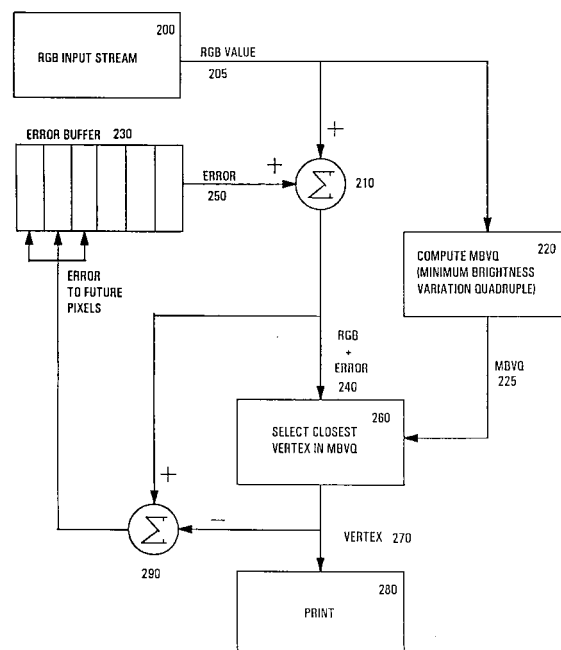 200
RGB INPUT STREAM
RGB VALUE
205
ERROR BUFFER 230
+
ERROR
250
+
Σ
210
220
COMPUTE MBVQ
(MINIMUM BRIGHTNESS
VARIATION QUADRUPLE)
ERROR
TO FUTURE
PIXELS
RGB
+
ERROR
240
MBVQ
225
260
SELECT CLOSEST
VERTEX IN MBVQ
+
Σ
−
290
VERTEX 270
280
PRINT